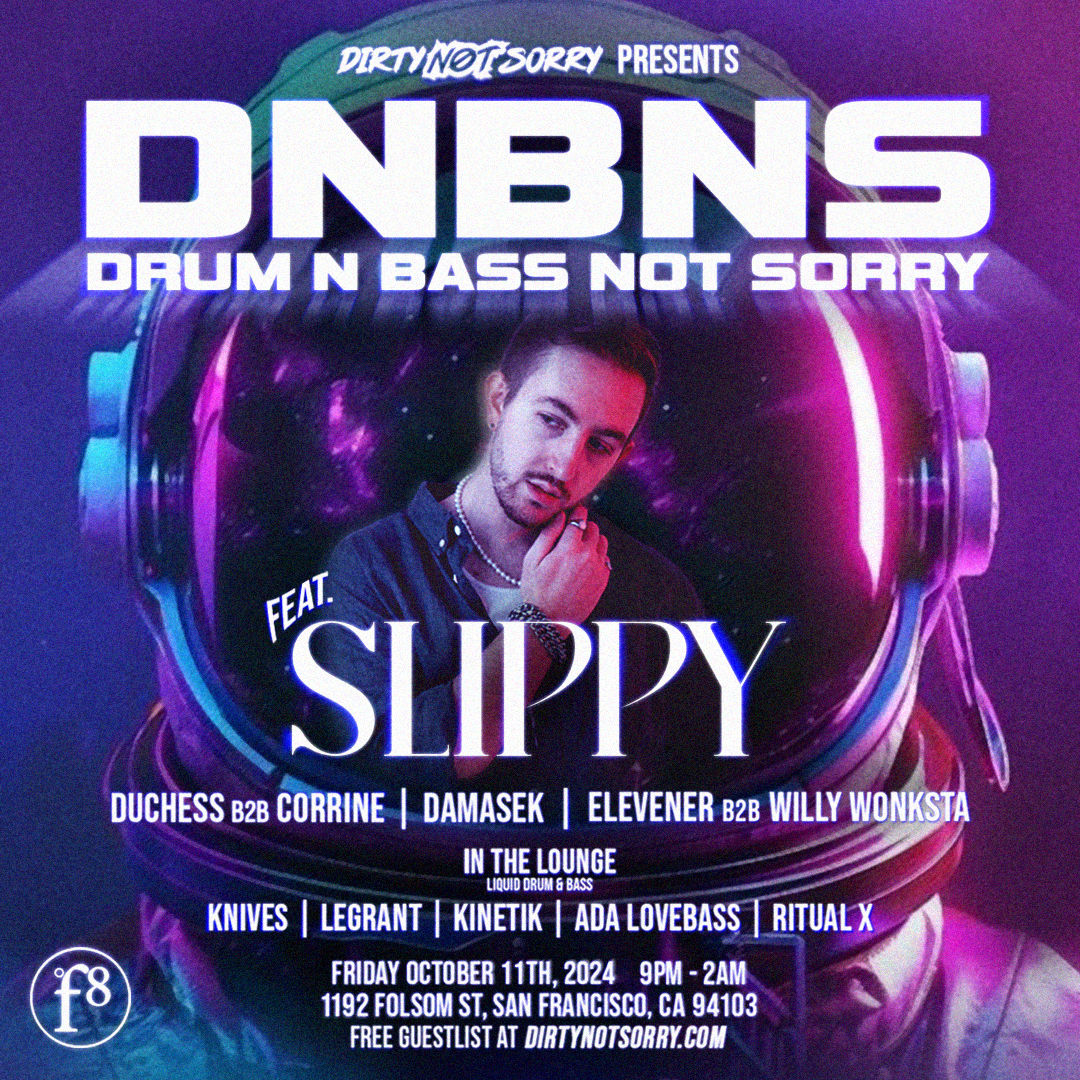 DIRTY NOT SORRY PRESENTS
DNBNS
DRUM N BASS NOT SORRY
FEAT.
SLIPPY
DUCHESS B2B CORRINE | DAMASEK | ELEVENER B2B WILLY WONKSTA
IN THE LOUNGE
LIQUID DRUM & BASS
KNIVES | LEGRANT | KINETIK | ADA LOVEBASS | RITUAL X
FRIDAY OCTOBER 11TH, 2024 9PM - 2AM
1192 FOLSOM ST, SAN FRANCISCO, CA 94103
FREE GUESTLIST AT DIRTYNOTSORRY.COM
°f8